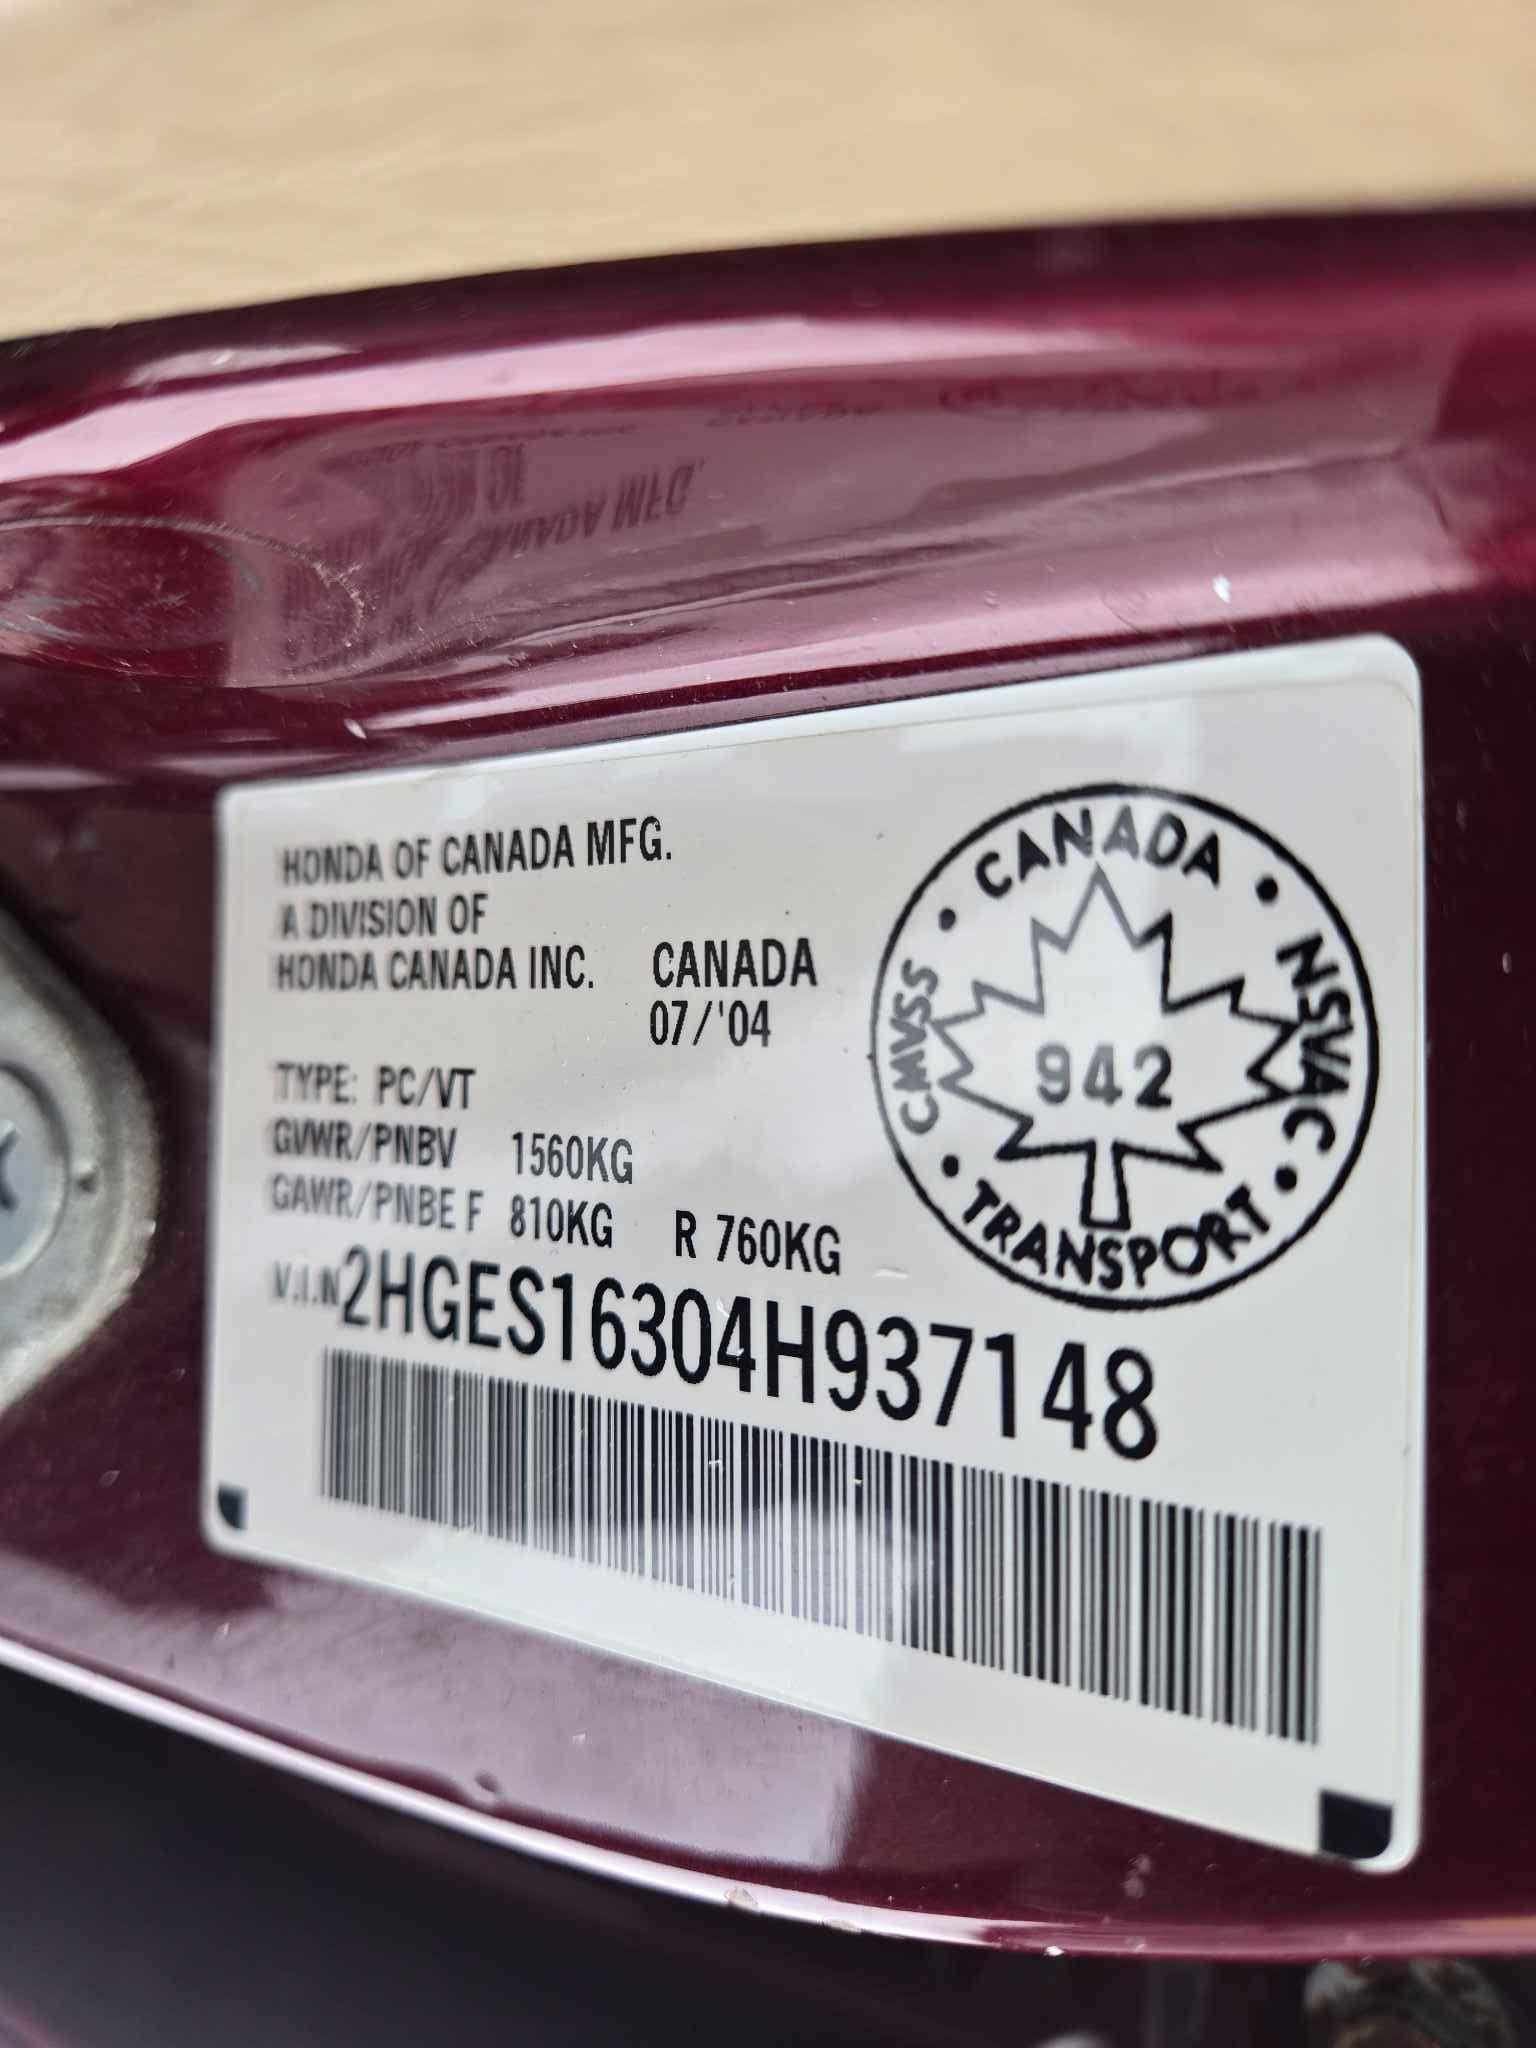 HONDA OF CANADA MFG.
A DIVISION OF
HONDA CANADA INC. CANADA
07/'04
TYPE: PC/VT
GVWR/PNBV 1560KG
GAWR/PNBE F 810KG R 760KG
V.I.N 2HGES16304H937148
• CANADA •
NSVAC
• TRANSPORT •
CMVSS
942